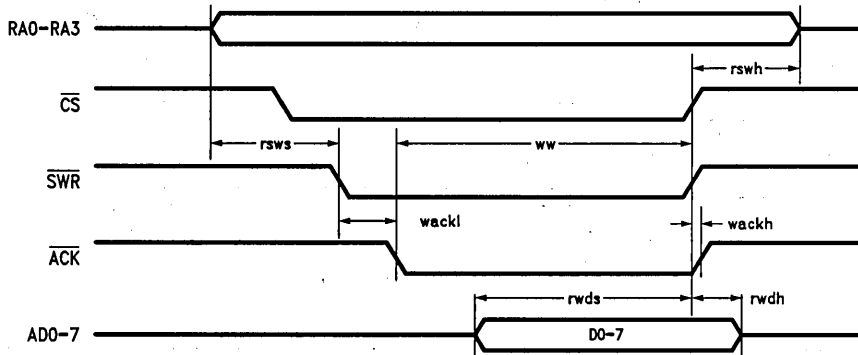 RA0-RA3
rswh
CS
rsws
ww
SWR
wackl
wackh
ACK
rwds
rwdh
AD0-7
D0-7